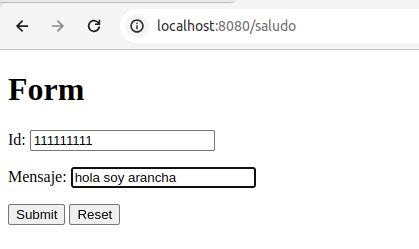 localhost:8080/saludo
Form
Id: 111111111
Mensaje: hola soy arancha
Submit Reset